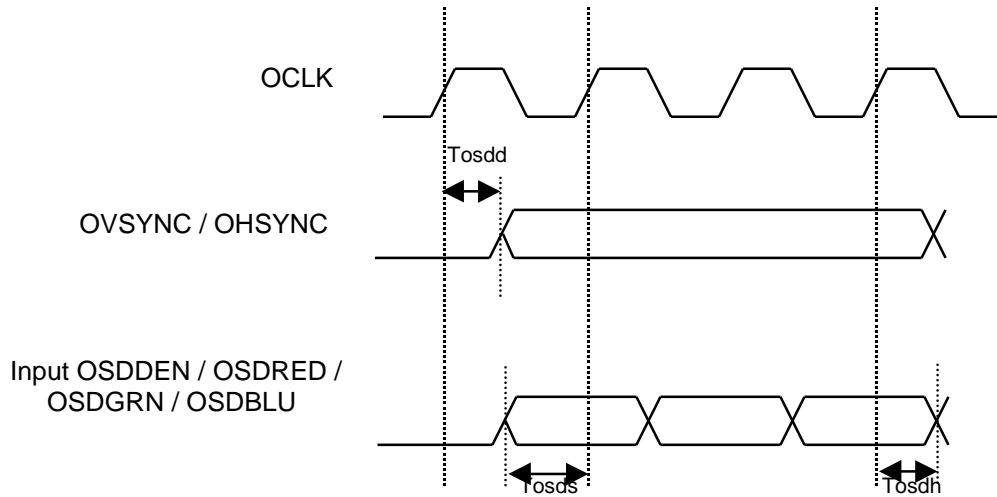 OCLK
Tosdd
OVSYNC / OHSYNC
Input OSDDEN / OSDRED /
OSDGRN / OSDBLU
Tosds
Tosdh